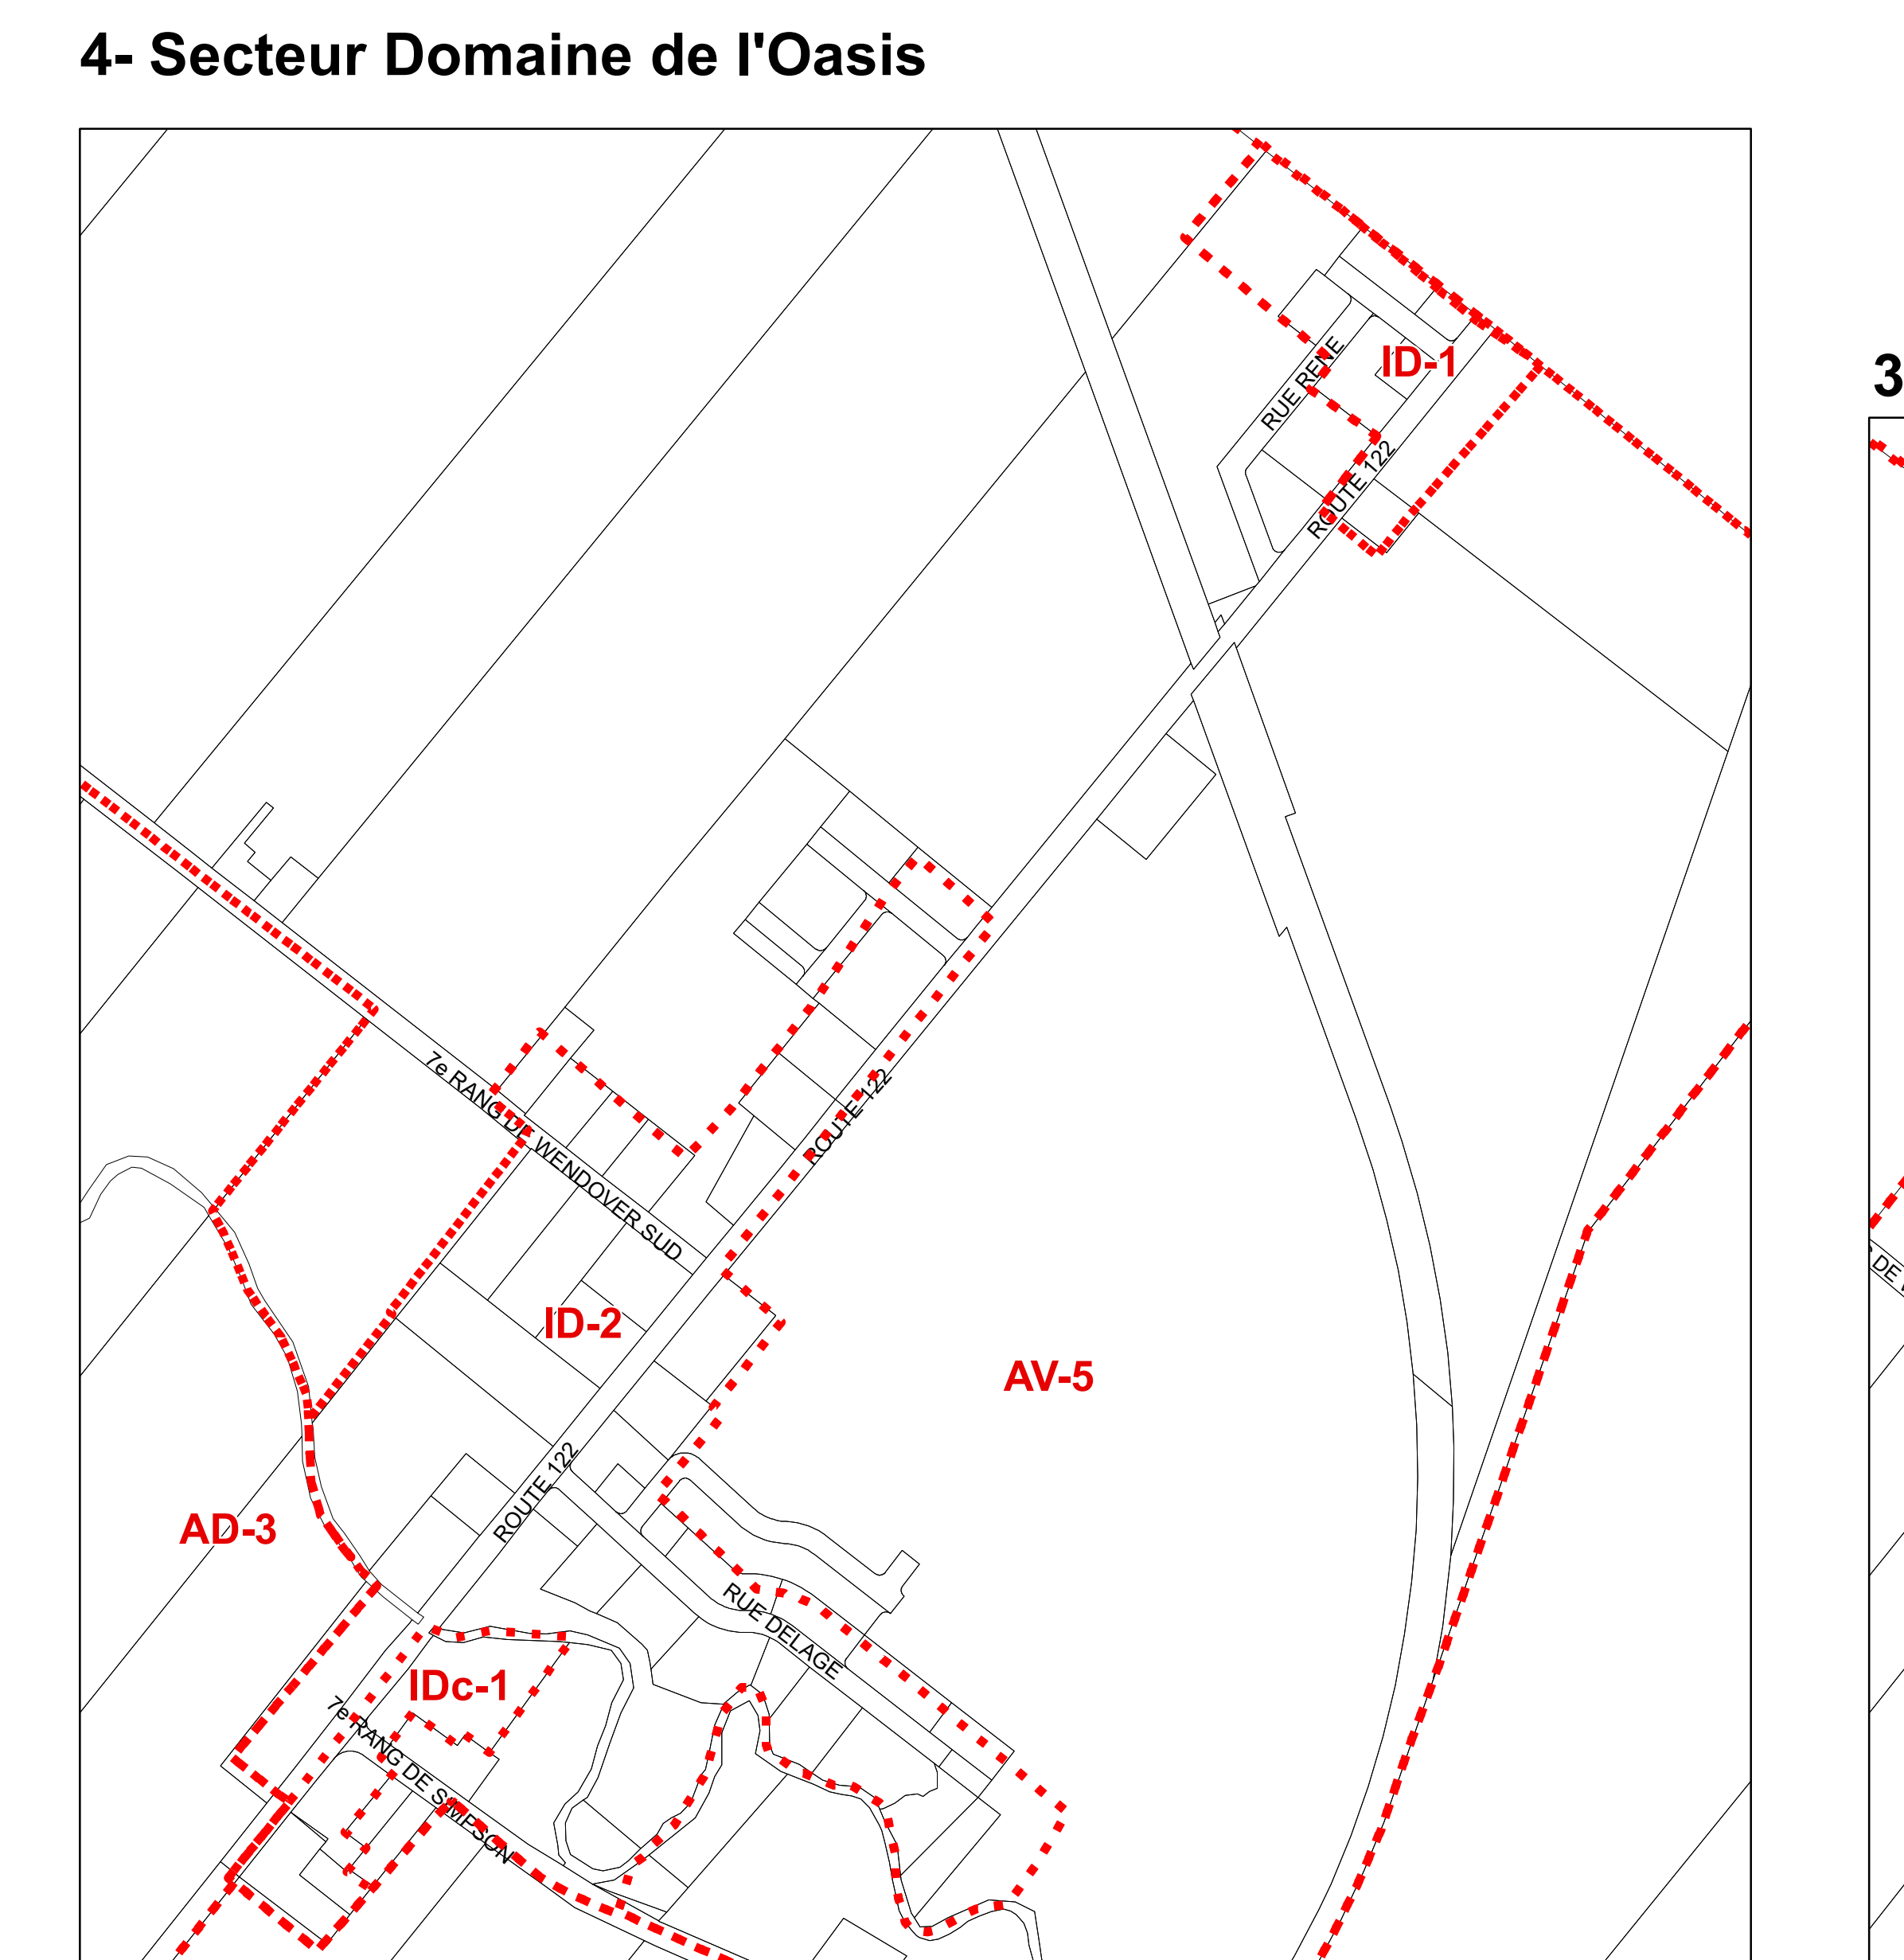 4- Secteur Domaine de l'Oasis
ID-1
RUE RENE
3
ROUTE 122
7e RANG DE WENDOVER SUD
ROUTE 122
DE
ID-2
AV-5
ROUTE 122
AD-3
RUE DELAGE
IDc-1
7e RANG DE SIMPSON